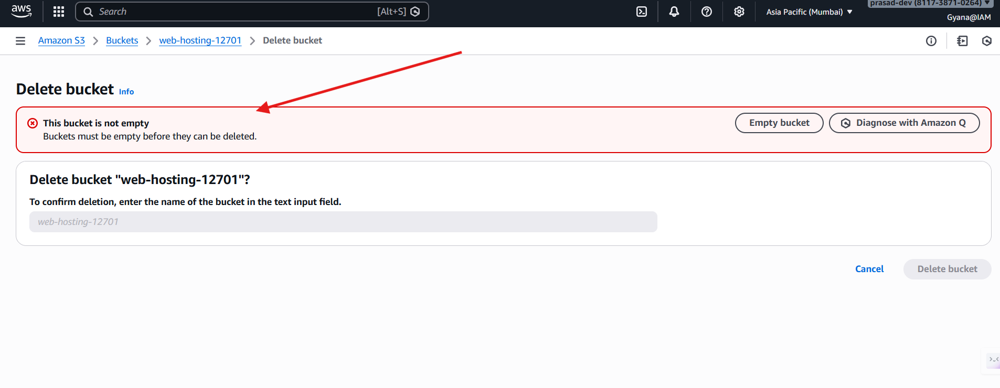 aws
Search [Alt+S]
Asia Pacific (Mumbai)
prasad-dev (8117-3871-0264)
Gyana@IAM
Amazon S3 Buckets web-hosting-12701 Delete bucket
Delete bucket Info
This bucket is not empty
Buckets must be empty before they can be deleted.
Empty bucket
Diagnose with Amazon Q
Delete bucket "web-hosting-12701"?
To confirm deletion, enter the name of the bucket in the text input field.
web-hosting-12701
Cancel Delete bucket